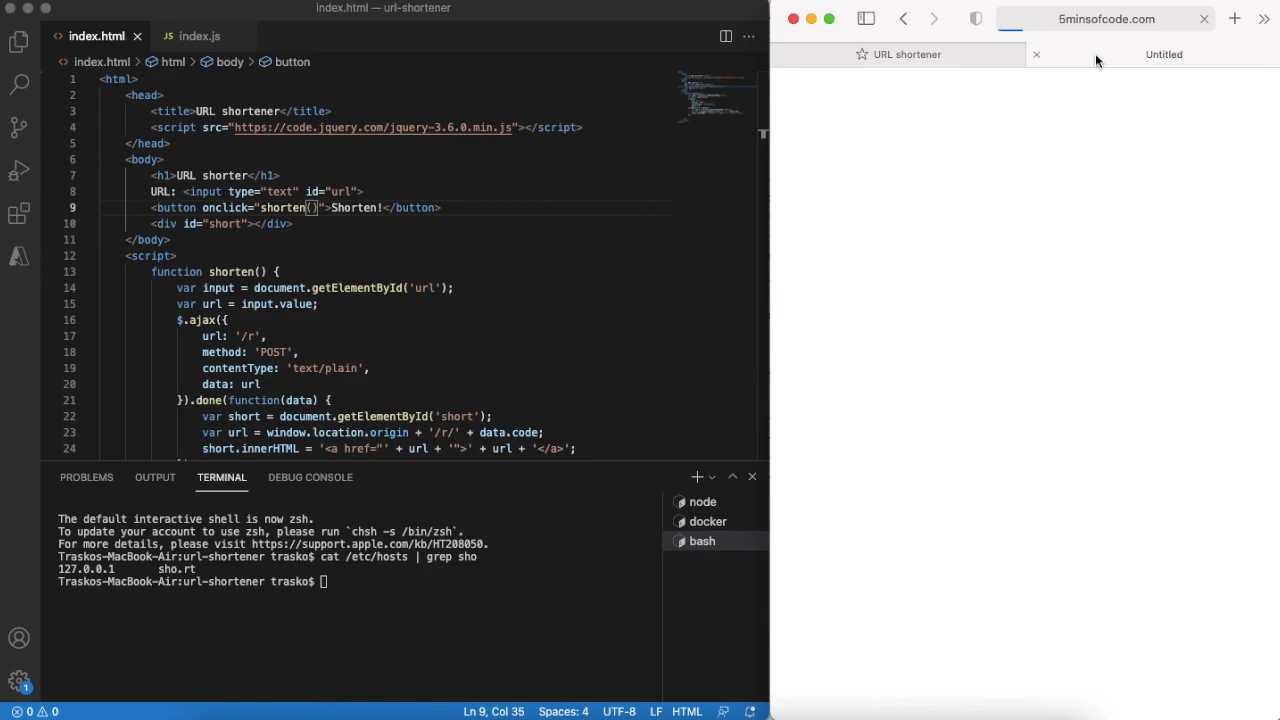 index.html — url-shortener
index.html
index.js
index.html > html > body > button
1 <html>
2 <head>
3 <title>URL shortener</title>
4 <script src="https://code.jquery.com/jquery-3.6.0.min.js"></script>
5 </head>
6 <body>
7 <h1>URL shorter</h1>
8 URL: <input type="text" id="url">
9 <button onclick="shorten()">Shorten!</button>
10 <div id="short"></div>
11 </body>
12 <script>
13 function shorten() {
14 var input = document.getElementById('url');
15 var url = input.value;
16 $.ajax({
17 url: '/r',
18 method: 'POST',
19 contentType: 'text/plain',
20 data: url
21 }).done(function(data) {
22 var short = document.getElementById('short');
23 var url = window.location.origin + '/r/' + data.code;
24 short.innerHTML = '<a href="' + url + '">' + url + '</a>';
PROBLEMS OUTPUT TERMINAL DEBUG CONSOLE
The default interactive shell is now zsh.
To update your account to use zsh, please run `chsh -s /bin/zsh`.
For more details, please visit https://support.apple.com/kb/HT208050.
Traskos-MacBook-Air:url-shortener trasko$ cat /etc/hosts | grep sho
127.0.0.1 sho.rt
Traskos-MacBook-Air:url-shortener trasko$
node
docker
bash
1
0 0
Ln 9, Col 35 Spaces: 4 UTF-8 LF HTML
5minsofcode.com
URL shortener
Untitled